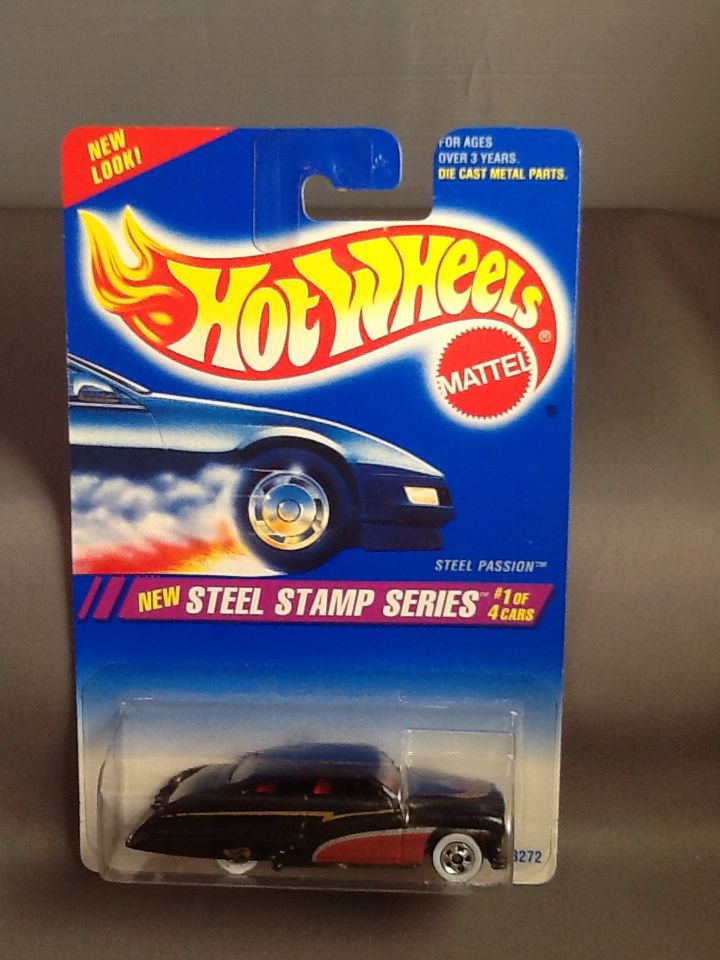 NEW
LOOK!
FOR AGES
OVER 3 YEARS.
DIE CAST METAL PARTS.
HOT WHEELS®
MATTEL
®
STEEL PASSION™
NEW STEEL STAMP SERIES™ #1 OF
4 CARS
3272